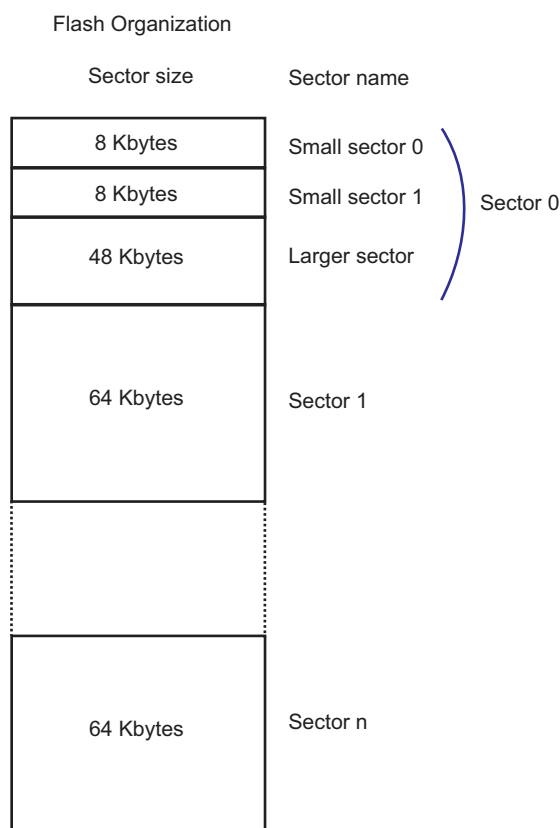 Flash Organization
Sector size Sector name
8 Kbytes Small sector 0
8 Kbytes Small sector 1 Sector 0
48 Kbytes Larger sector
64 Kbytes Sector 1
64 Kbytes Sector n